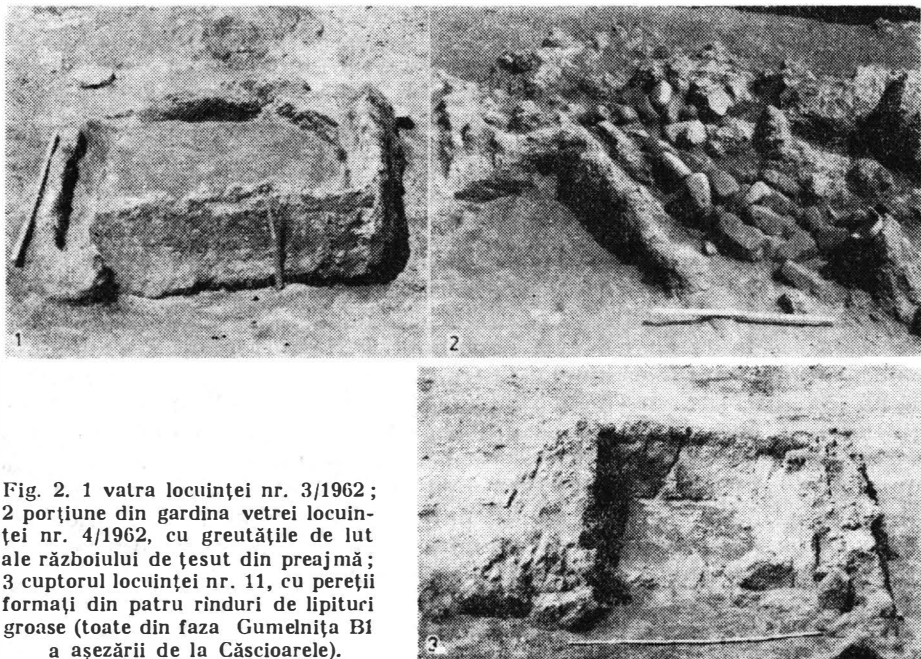 1
2
3
Fig. 2. 1 vatra locuinței nr. 3/1962 ;
2 porțiune din gardina vetrei locuin-
ței nr. 4/1962, cu greutățile de lut
ale războiului de țesut din preajmă ;
3 cuptorul locuinței nr. 11, cu pereții
formați din patru rînduri de lipituri
groase (toate din faza Gumelnița B1
a așezării de la Căscioarele).